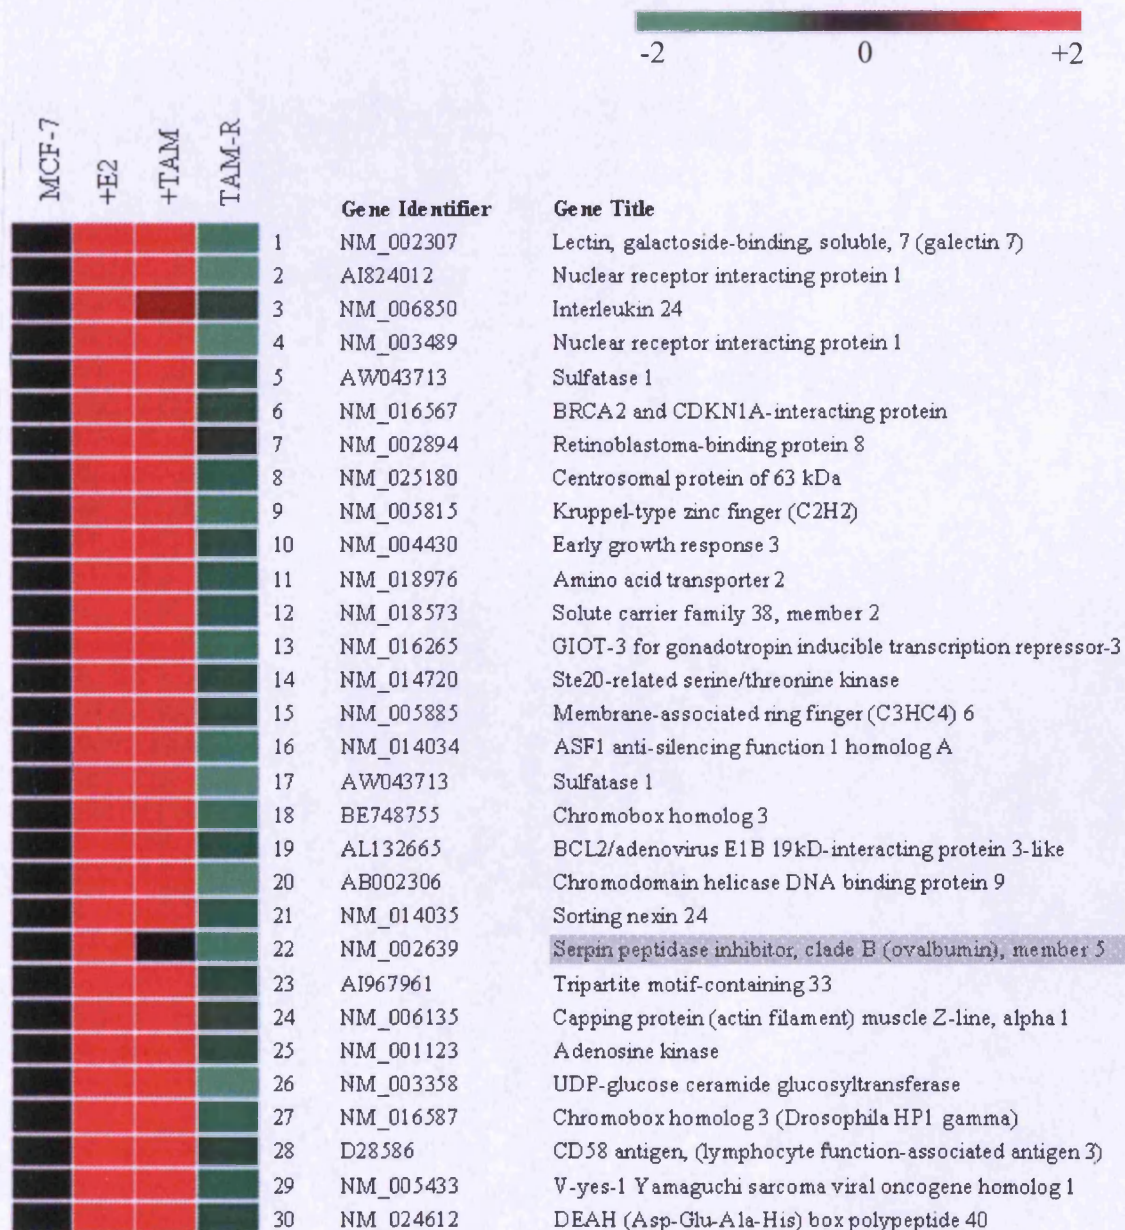 -2 0 +2
MCF-7 +E2 +TAM TAM-R
Gene Identifier Gene Title
1 NM_002307 Lectin, galactoside-binding, soluble, 7 (galectin 7)
2 AI824012 Nuclear receptor interacting protein 1
3 NM_006850 Interleukin 24
4 NM_003489 Nuclear receptor interacting protein 1
5 AW043713 Sulfatase 1
6 NM_016567 BRCA2 and CDKN1A-interacting protein
7 NM_002894 Retinoblastoma-binding protein 8
8 NM_025180 Centrosomal protein of 63 kDa
9 NM_005815 Kruppel-type zinc finger (C2H2)
10 NM_004430 Early growth response 3
11 NM_018976 Amino acid transporter 2
12 NM_018573 Solute carrier family 38, member 2
13 NM_016265 GIOT-3 for gonadotropin inducible transcription repressor-3
14 NM_014720 Ste20-related serine/threonine kinase
15 NM_005885 Membrane-associated ring finger (C3HC4) 6
16 NM_014034 ASF1 anti-silencing function 1 homolog A
17 AW043713 Sulfatase 1
18 BE748755 Chromobox homolog 3
19 AL132665 BCL2/adenovirus E1B 19kD-interacting protein 3-like
20 AB002306 Chromodomain helicase DNA binding protein 9
21 NM_014035 Sorting nexin 24
22 NM_002639 Serpin peptidase inhibitor, clade B (ovalbumin), member 5
23 AI967961 Tripartite motif-containing 33
24 NM_006135 Capping protein (actin filament) muscle Z-line, alpha 1
25 NM_001123 Adenosine kinase
26 NM_003358 UDP-glucose ceramide glucosyltransferase
27 NM_016587 Chromobox homolog 3 (Drosophila HP1 gamma)
28 D28586 CD58 antigen, (lymphocyte function-associated antigen 3)
29 NM_005433 V-yes-1 Yamaguchi sarcoma viral oncogene homolog 1
30 NM_024612 DEAH (Asp-Glu-Ala-His) box polypeptide 40